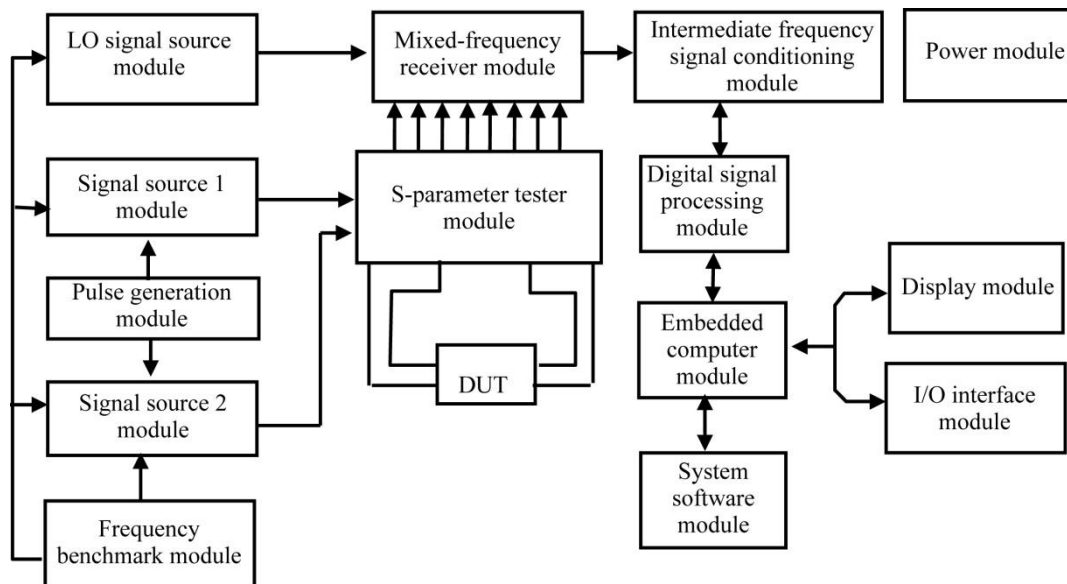 LO signal source
module
Mixed-frequency
receiver module
Intermediate frequency
signal conditioning
module
Power module
Signal source 1
module
S-parameter tester
module
Digital signal
processing
module
Pulse generation
module
Display module
Embedded
computer
module
DUT
Signal source 2
module
I/O interface
module
System
software
module
Frequency
benchmark module